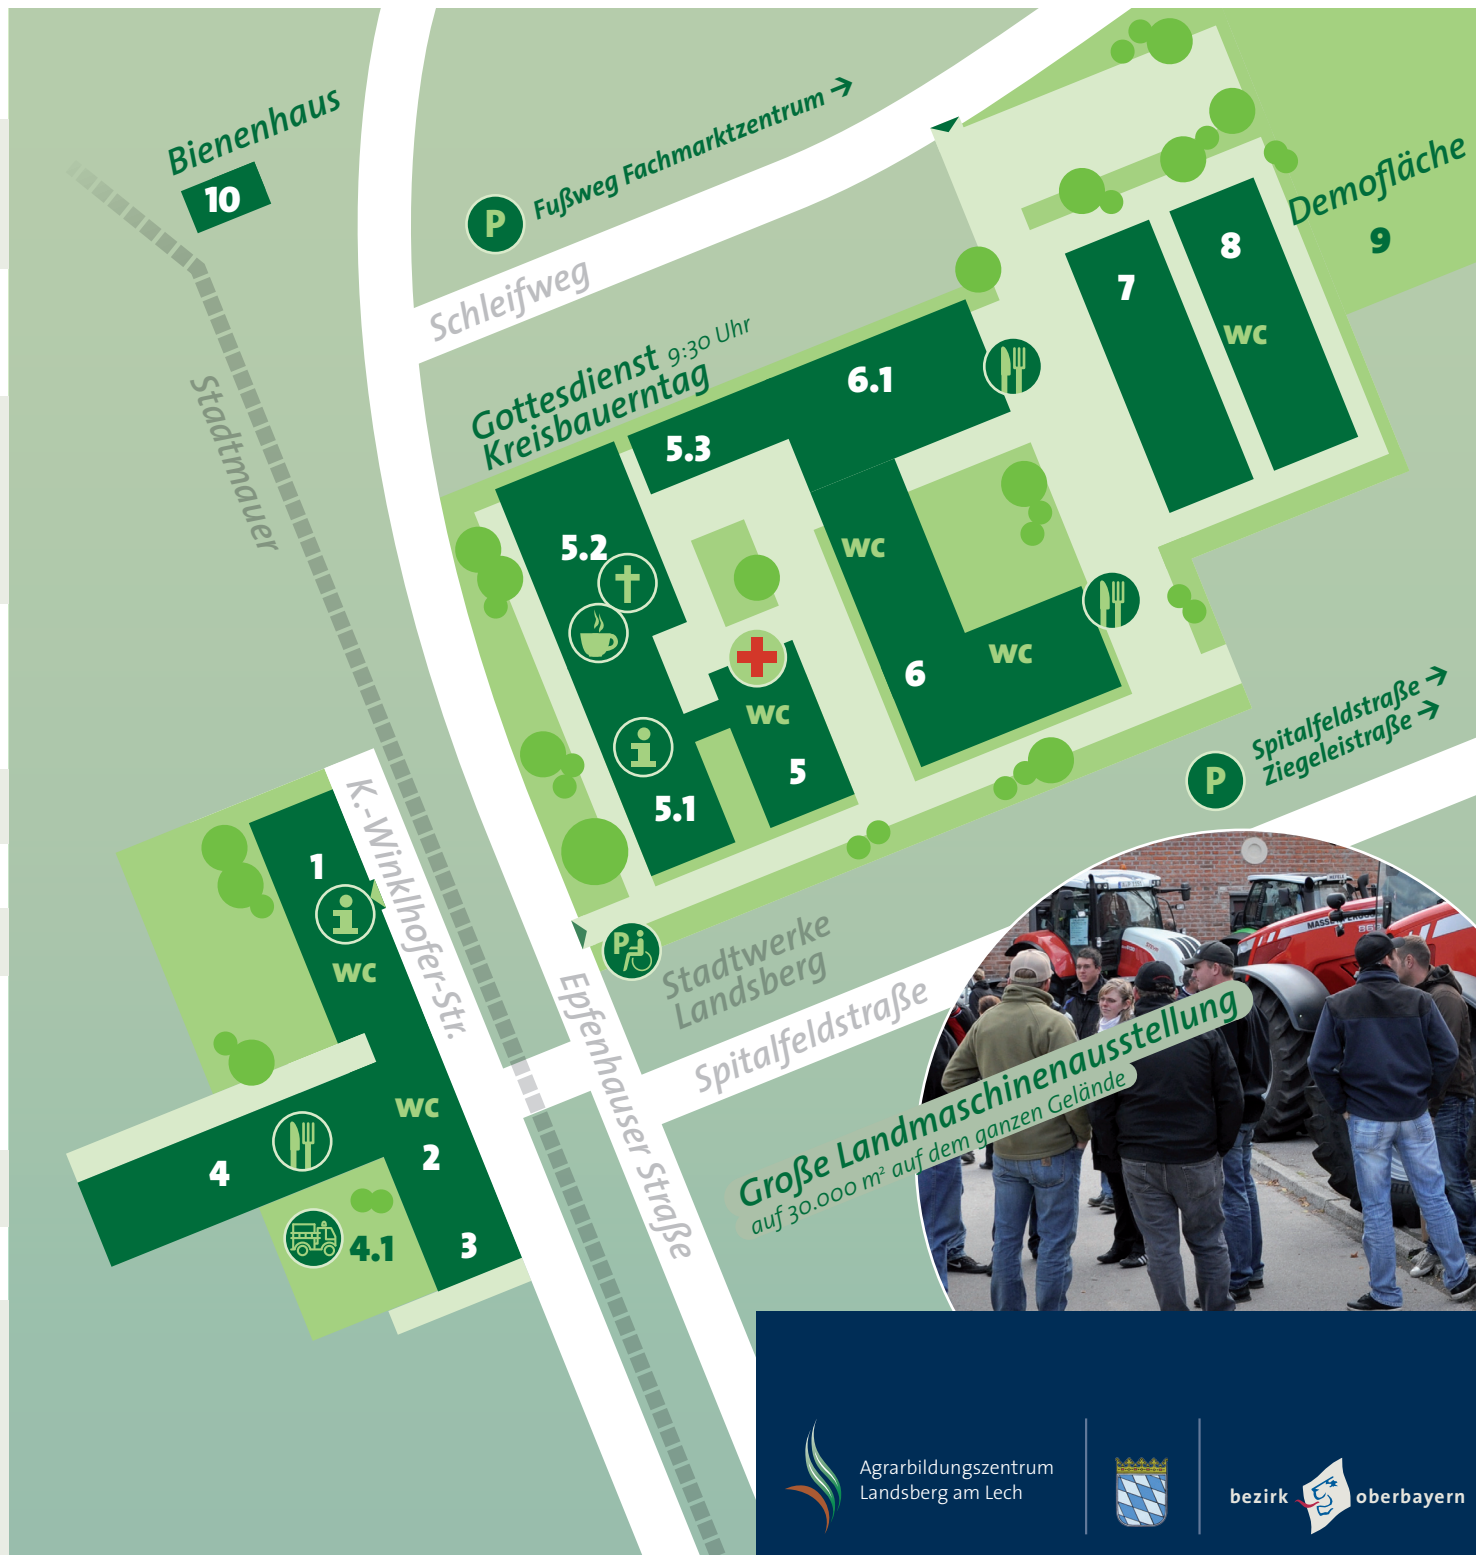 Bienenhaus
10
P
Fußweg Fachmarktzentrum →
Schleifweg
Demofläche
9
8
WC
7
Gottesdienst 9:30 Uhr
Kreisbauerntag
6.1
5.3
5.2
WC
Stadtmauer
WC
6
WC
5
5.1
Spitalfeldstraße →
Ziegeleistraße →
P
K.-Winklhofer-Str.
1
WC
P
Stadtwerke
Landsberg
Spitalfeldstraße
Epfenhauser Straße
WC
2
4
4.1
3
Große Landmaschinenausstellung
auf 30.000 m² auf dem ganzen Gelände
Agrarbildungszentrum
Landsberg am Lech
bezirk oberbayern